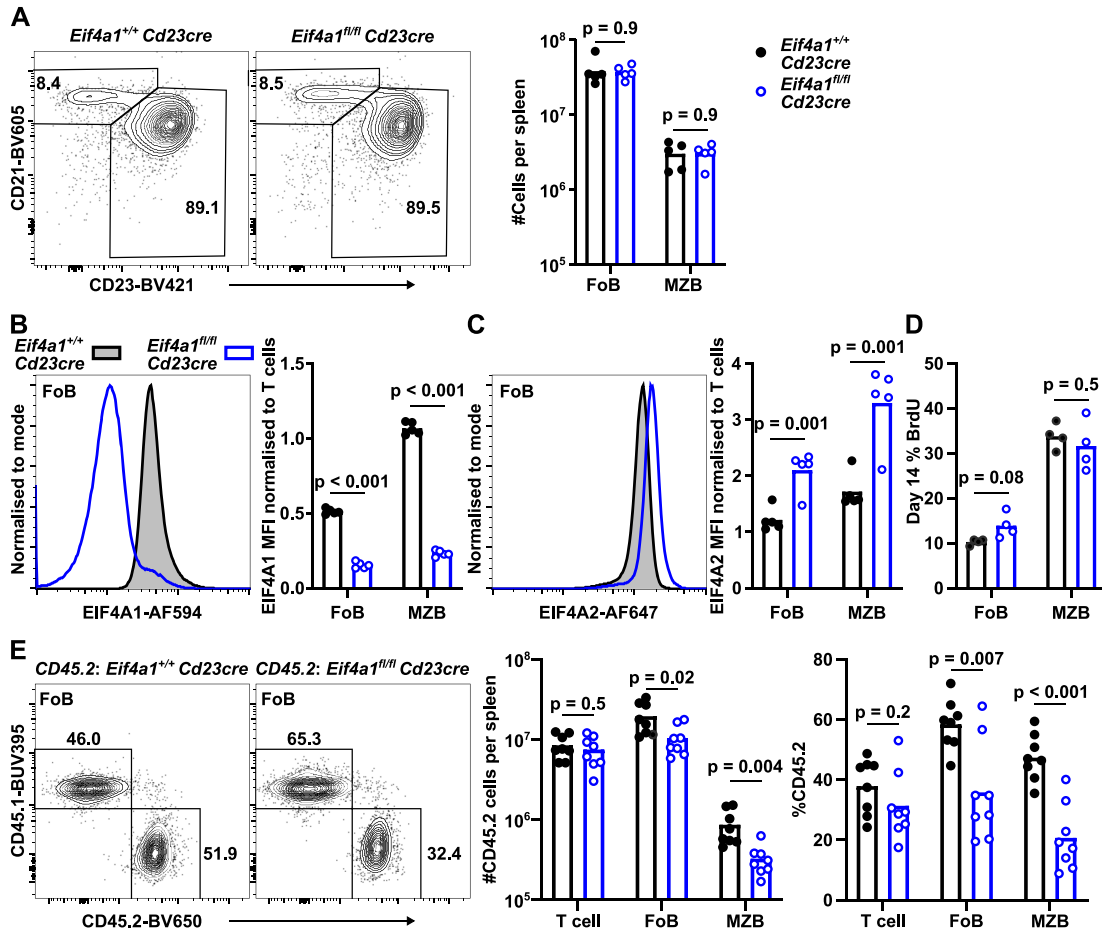 A
Eif4a1+/+ Cd23cre
Eif4a1fl/fl Cd23cre
8.4
89.1
8.5
89.5
CD21-BV605
CD23-BV421
#Cells per spleen
10^8
10^7
10^6
10^5
p = 0.9
p = 0.9
FoB
MZB
Eif4a1+/+
Cd23cre
Eif4a1fl/fl
Cd23cre
B
Eif4a1+/+
Cd23cre
Eif4a1fl/fl
Cd23cre
FoB
Normalised to mode
EIF4A1-AF594
EIF4A1 MFI normalised to T cells
1.5
1.0
0.5
0.0
p < 0.001
p < 0.001
FoB
MZB
C
FoB
Normalised to mode
EIF4A2-AF647
EIF4A2 MFI normalised to T cells
4
3
2
1
0
p = 0.001
p = 0.001
FoB
MZB
D
Day 14 % BrdU
50
40
30
20
10
0
p = 0.08
p = 0.5
FoB
MZB
E
CD45.2: Eif4a1+/+ Cd23cre
CD45.2: Eif4a1fl/fl Cd23cre
FoB
46.0
51.9
FoB
65.3
32.4
CD45.1-BUV395
CD45.2-BV650
#CD45.2 cells per spleen
10^8
10^7
10^6
10^5
p = 0.5
p = 0.02
p = 0.004
T cell
FoB
MZB
%CD45.2
80
60
40
20
0
p = 0.2
p = 0.007
p < 0.001
T cell
FoB
MZB